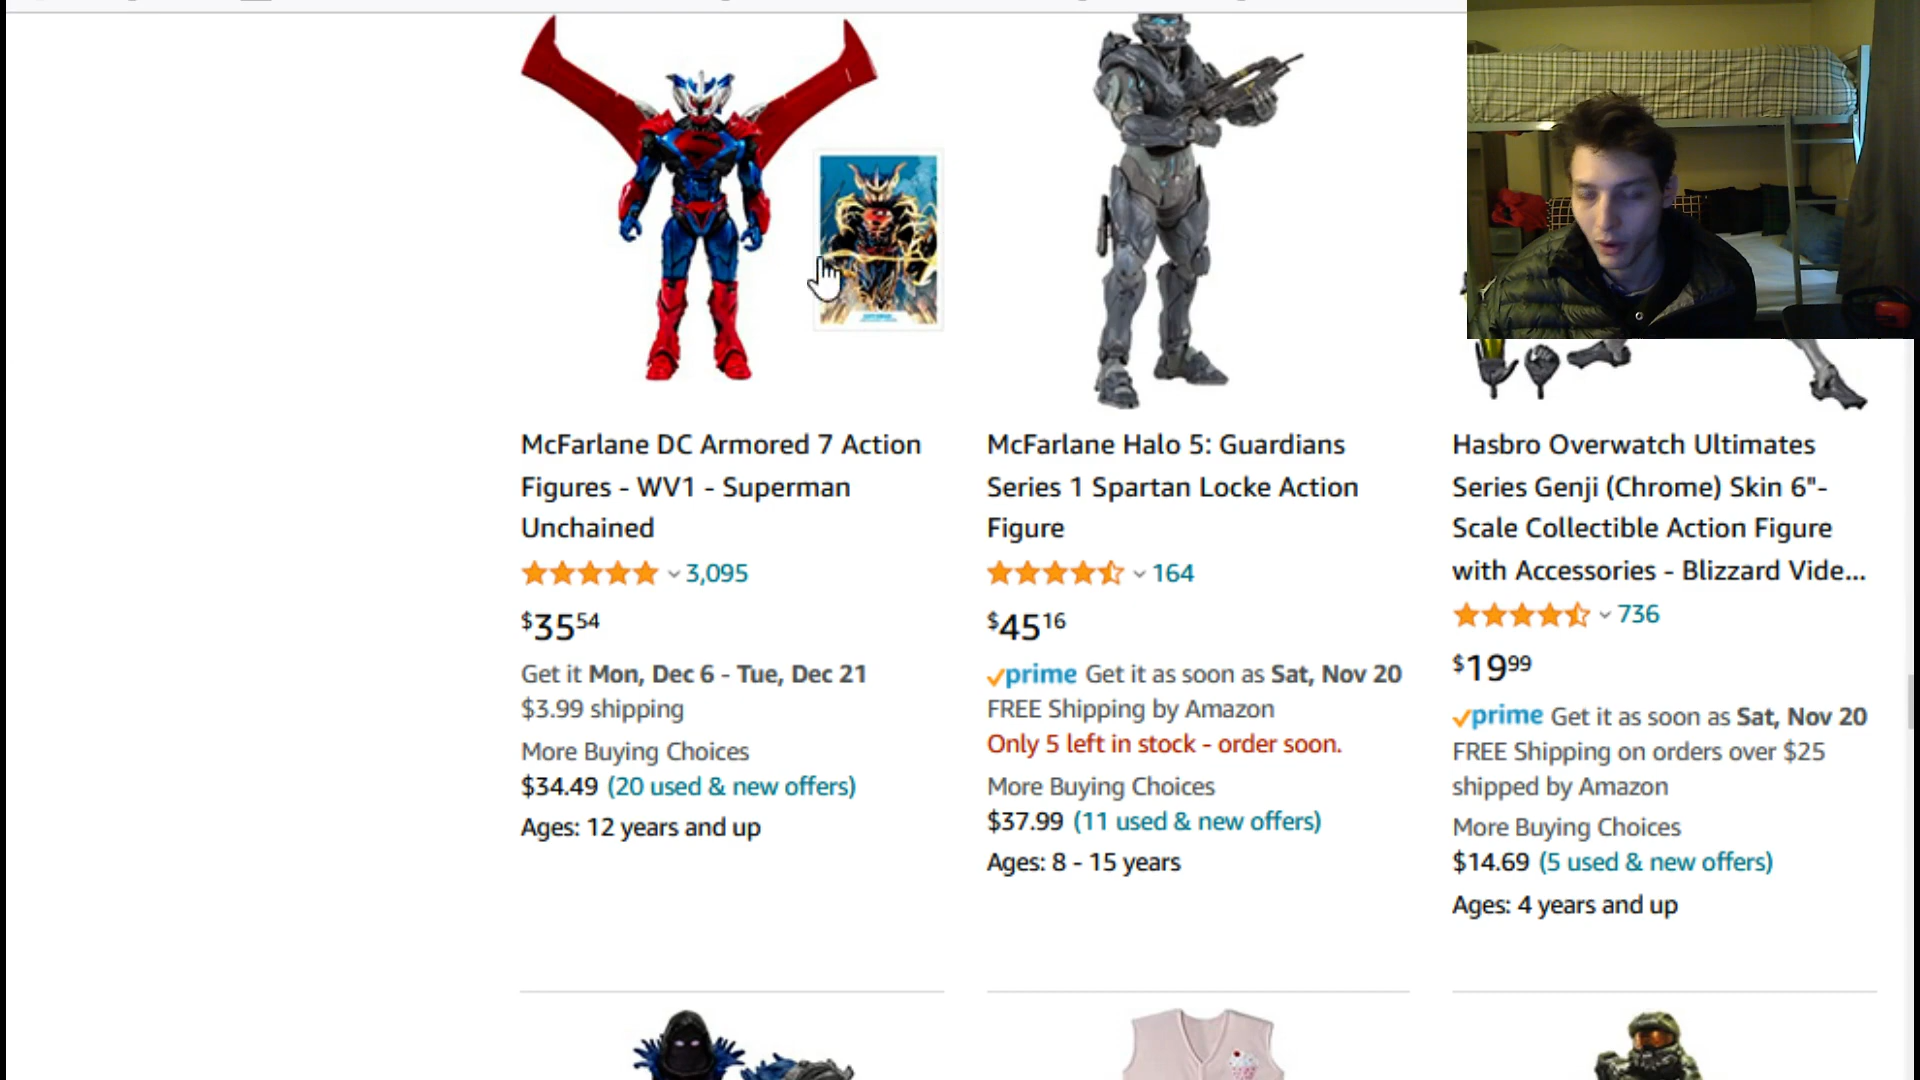 McFarlane DC Armored 7 Action
Figures - WV1 - Superman
Unchained
3,095
$35 54
Get it Mon, Dec 6 - Tue, Dec 21
$3.99 shipping
More Buying Choices
$34.49 (20 used & new offers)
Ages: 12 years and up
McFarlane Halo 5: Guardians
Series 1 Spartan Locke Action
Figure
164
$45 16
prime Get it as soon as Sat, Nov 20
FREE Shipping by Amazon
Only 5 left in stock - order soon.
More Buying Choices
$37.99 (11 used & new offers)
Ages: 8 - 15 years
Hasbro Overwatch Ultimates
Series Genji (Chrome) Skin 6"-
Scale Collectible Action Figure
with Accessories - Blizzard Vide...
736
$19 99
prime Get it as soon as Sat, Nov 20
FREE Shipping on orders over $25
shipped by Amazon
More Buying Choices
$14.69 (5 used & new offers)
Ages: 4 years and up